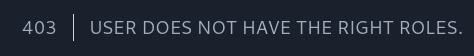 403 | USER DOES NOT HAVE THE RIGHT ROLES.